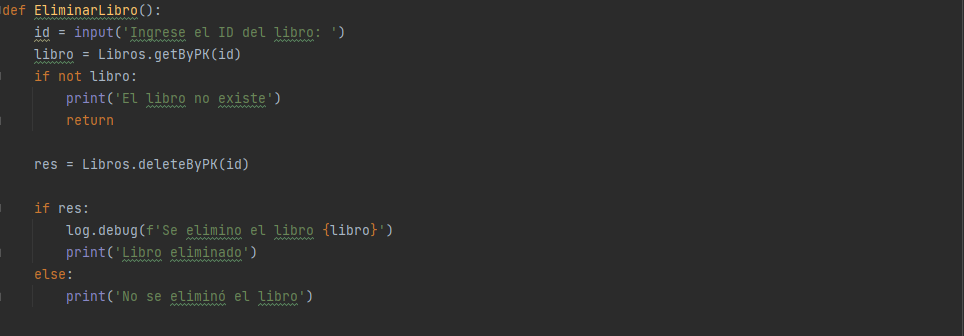 def EliminarLibro():
    id = input('Ingrese el ID del libro: ')
    libro = Libros.getByPK(id)
    if not libro:
        print('El libro no existe')
        return
    res = Libros.deleteByPK(id)
    if res:
        log.debug(f'Se elimino el libro {libro}')
        print('Libro eliminado')
    else:
        print('No se eliminó el libro')